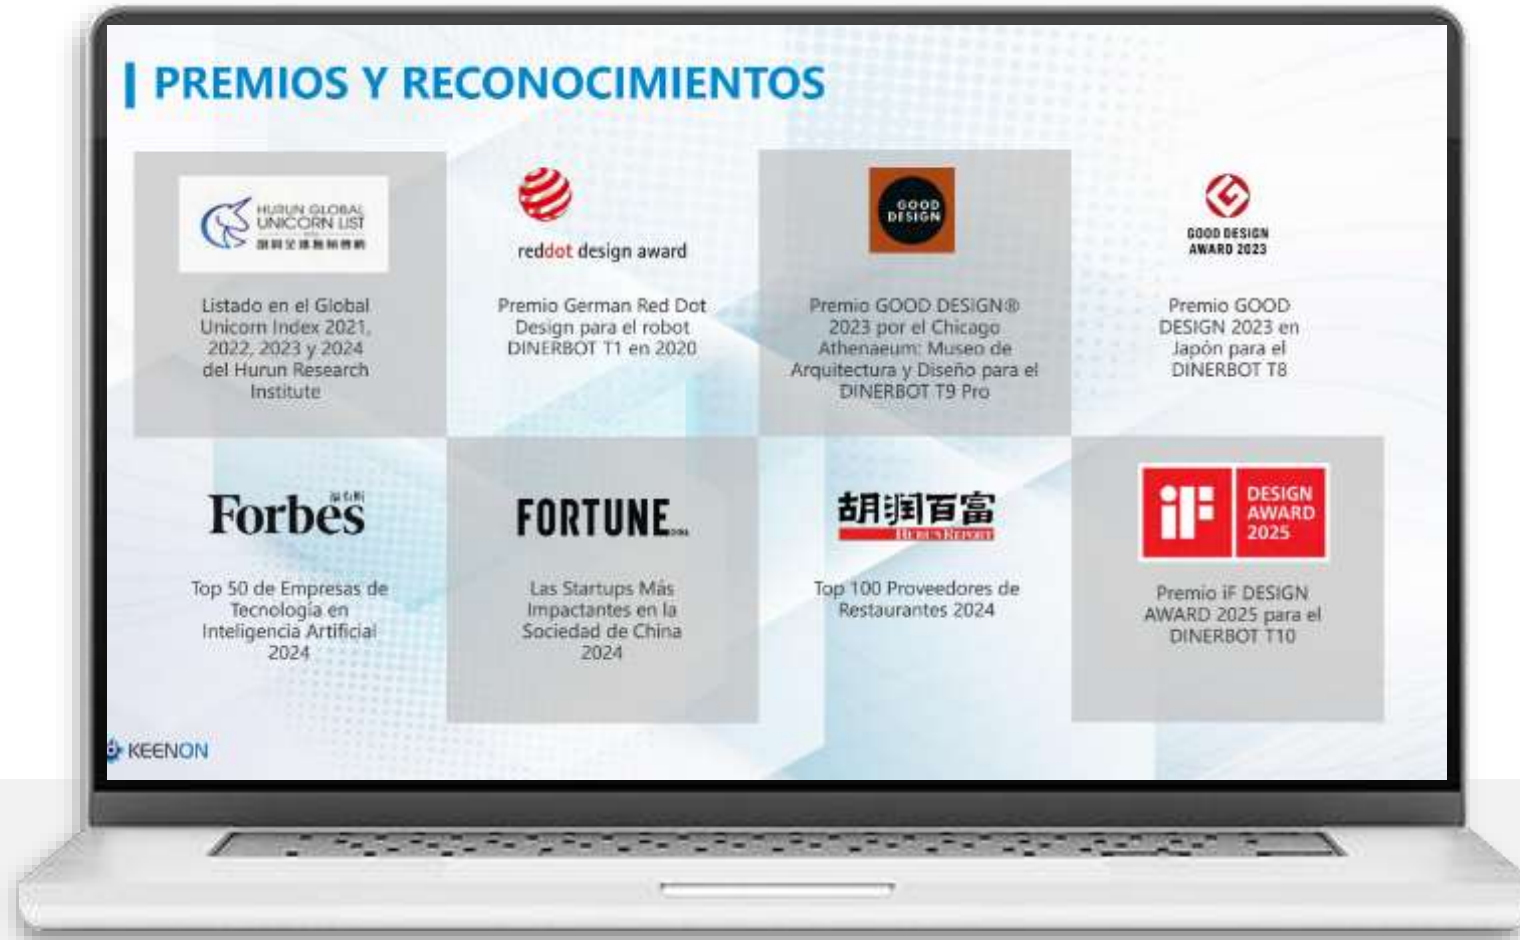 PREMIOS Y RECONOCIMIENTOS
HURUN GLOBAL
UNICORN LIST
reddot design award
GOOD
DESIGN
GOOD DESIGN
AWARD 2023
Listado en el Global
Unicorn Index 2021,
2022, 2023 y 2024
del Hurun Research
Institute
Premio German Red Dot
Design para el robot
DINERBOT T1 en 2020
Premio GOOD DESIGN®
2023 por el Chicago
Athenaeum: Museo de
Arquitectura y Diseño para el
DINERBOT T9 Pro
Premio GOOD
DESIGN 2023 en
Japón para el
DINERBOT T8
Forbes
FORTUNE
胡润百富
HURUN REPORT
iF
DESIGN
AWARD
2025
Top 50 de Empresas de
Tecnología en
Inteligencia Artificial
2024
Las Startups Más
Impactantes en la
Sociedad de China
2024
Top 100 Proveedores de
Restaurantes 2024
Premio iF DESIGN
AWARD 2025 para el
DINERBOT T10
KEENON